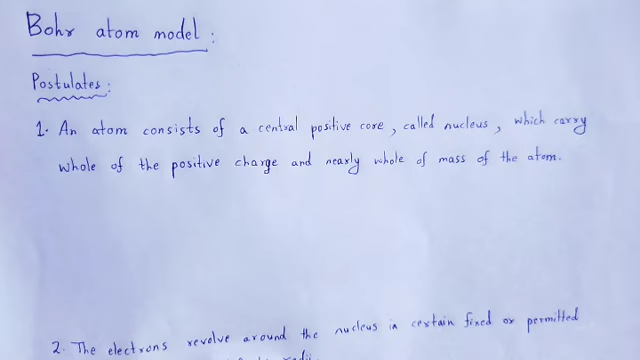 Bohr atom model :
Postulates :
1. An atom consists of a central positive core, called nucleus, which carry
whole of the positive charge and nearly whole of mass of the atom.
2. The electrons revolve around the nucleus in certain fixed or permitted
radii